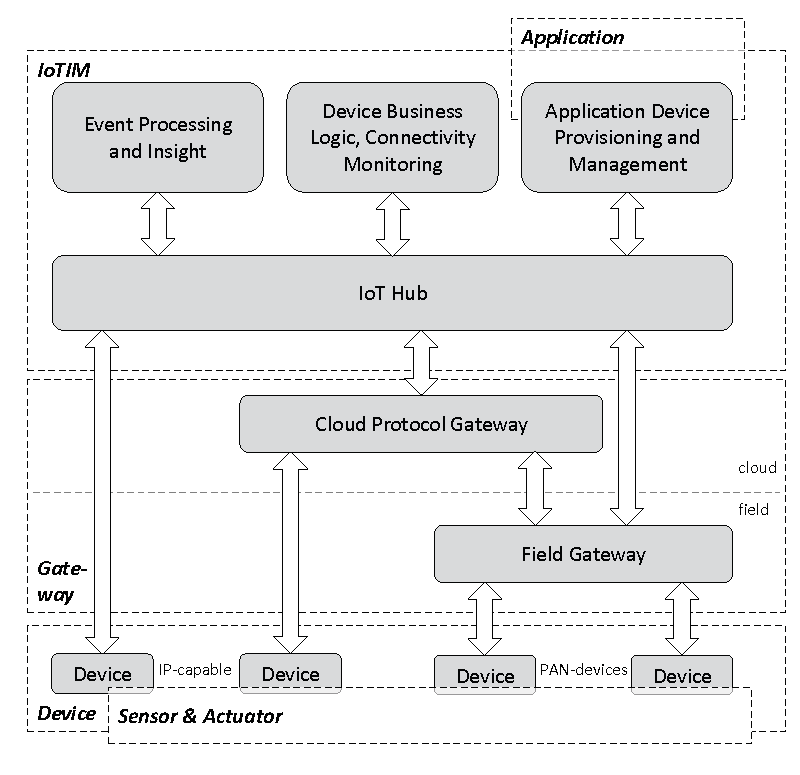 Application
IoTIM
Event Processing
and Insight
Device Business
Logic, Connectivity
Monitoring
Application Device
Provisioning and
Management
IoT Hub
Cloud Protocol Gateway
cloud
field
Field Gateway
Gate-
way
Device
IP-capable
Device
Device
PAN-devices
Device
Device
Sensor & Actuator